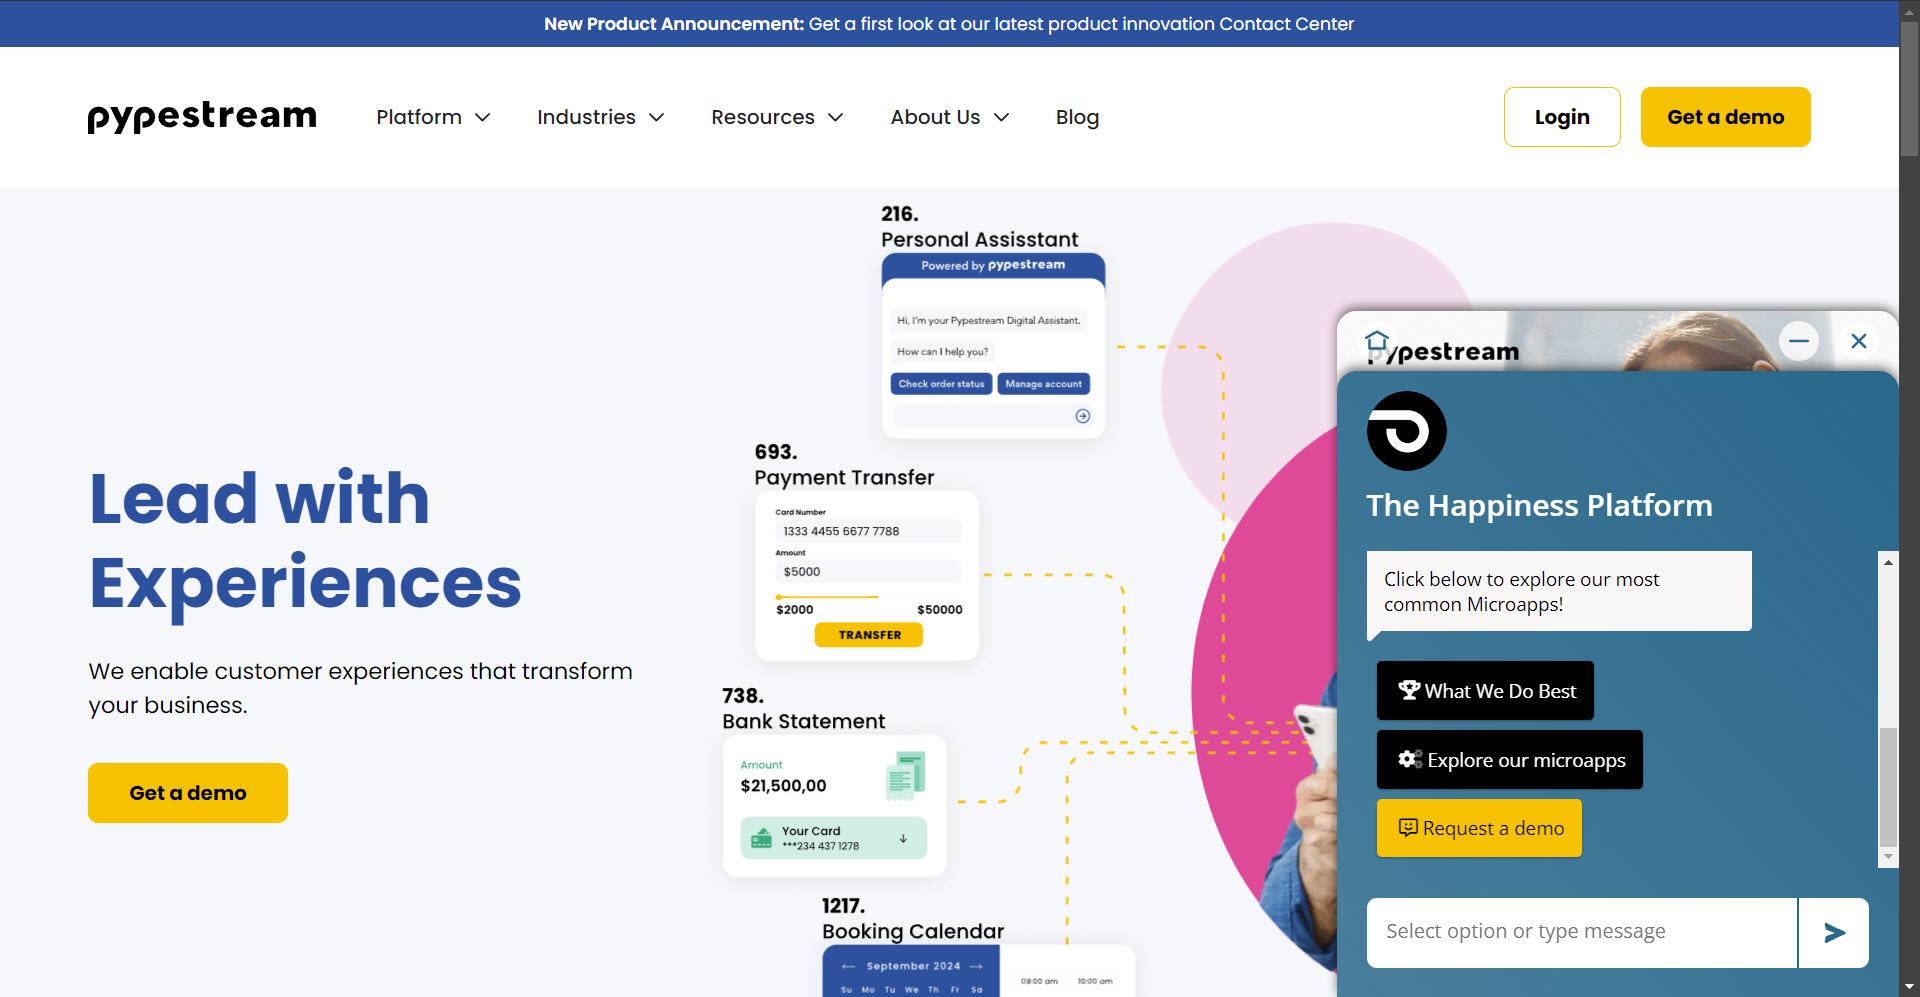 New Product Announcement: Get a first look at our latest product innovation Contact Center
pypestream
Platform
Industries
Resources
About Us
Blog
Login
Get a demo
Lead with
Experiences
We enable customer experiences that transform
your business.
Get a demo
216.
Personal Assisstant
Powered by pypestream
Hi, I'm your Pypestream Digital Assistant.
How can I help you?
Check order status
Manage account
693.
Payment Transfer
Card Number
1333 4455 6677 7788
Amount
$5000
$2000
$50000
TRANSFER
738.
Bank Statement
Amount
$21,500,00
Your Card
***234 437 1278
1217.
Booking Calendar
September 2024
Su Mo Tu We Th Fr Sa
09:00 am
10:00 am
pypestream
The Happiness Platform
Click below to explore our most
common Microapps!
What We Do Best
Explore our microapps
Request a demo
Select option or type message